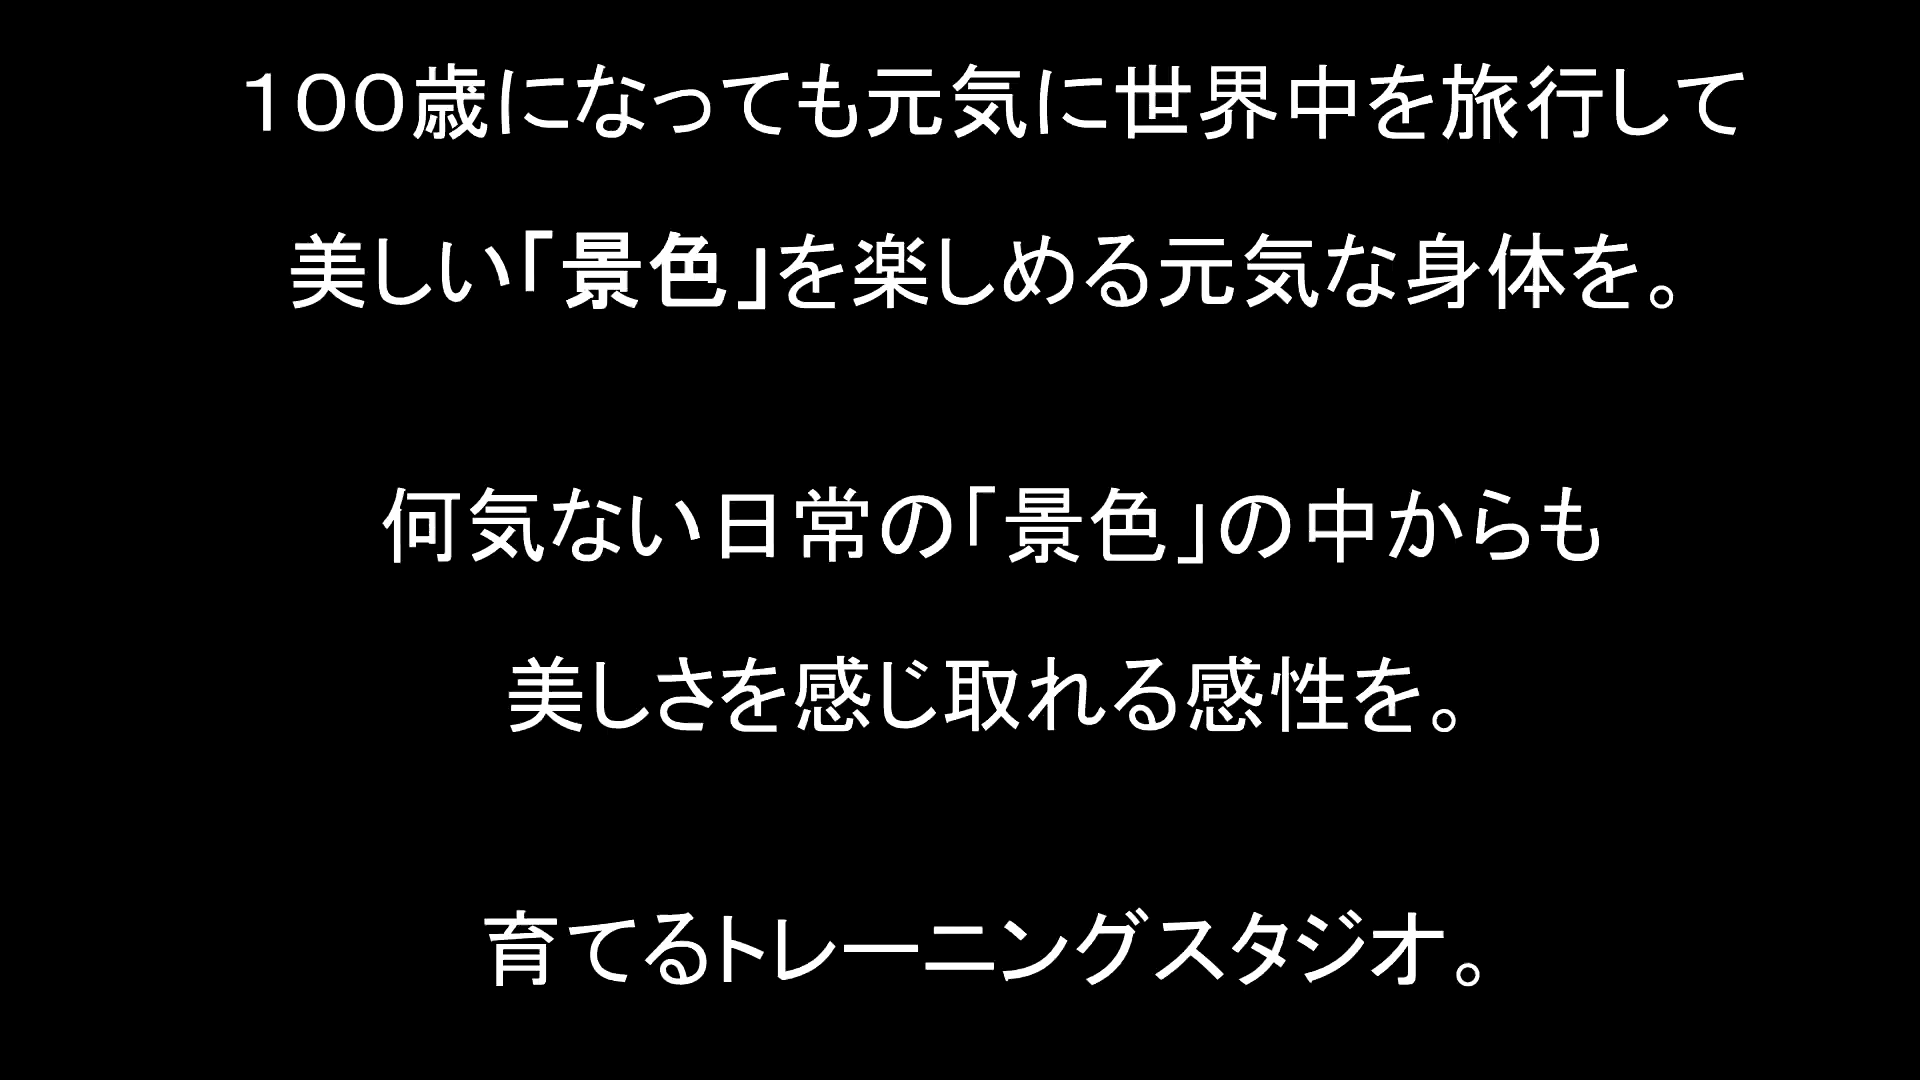 100歳になっても元気に世界中を旅行して
美しい「景色」を楽しめる元気な身体を。
何気ない日常の「景色」の中からも
美しさを感じ取れる感性を。
育てるトレーニングスタジオ。